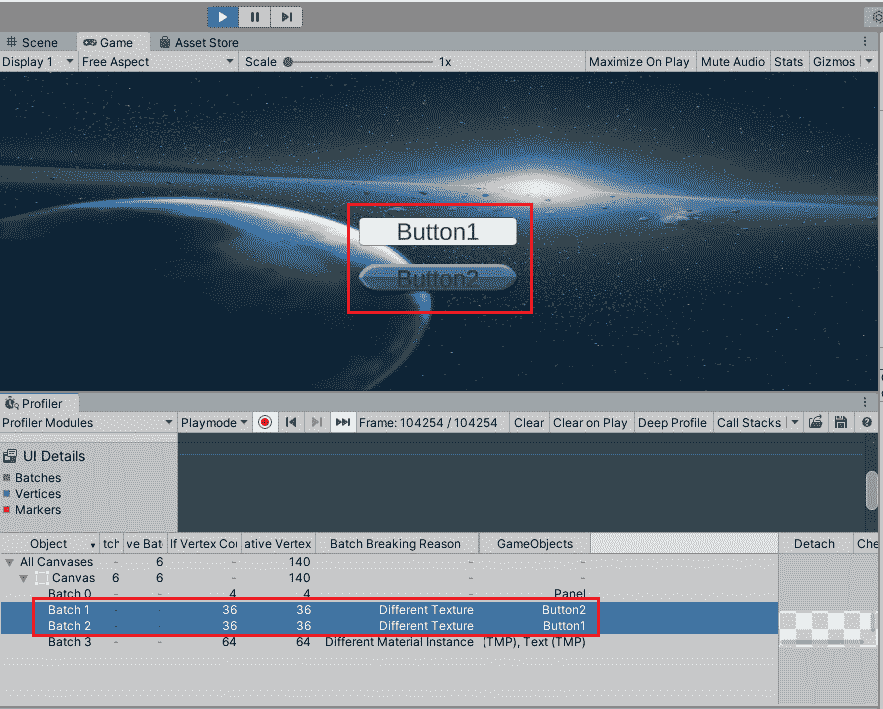 Scene Game Asset Store
Display 1 Free Aspect Scale 1x Maximize On Play Mute Audio Stats Gizmos
Button1
Button2
Profiler
Profiler Modules Playmode Frame: 104254 / 104254 Clear Clear on Play Deep Profile Call Stacks
UI Details
Batches
Vertices
Markers
Object tch ve Bat lf Vertex Cou ative Vertex Batch Breaking Reason GameObjects Detach Che
All Canvases - 6 - 140 - -
Canvas 6 6 - 140 - -
Batch 0 - - 4 4 - Panel
Batch 1 - - 36 36 Different Texture Button2
Batch 2 - - 36 36 Different Texture Button1
Batch 3 - - 64 64 Different Material Instance (TMP), Text (TMP)